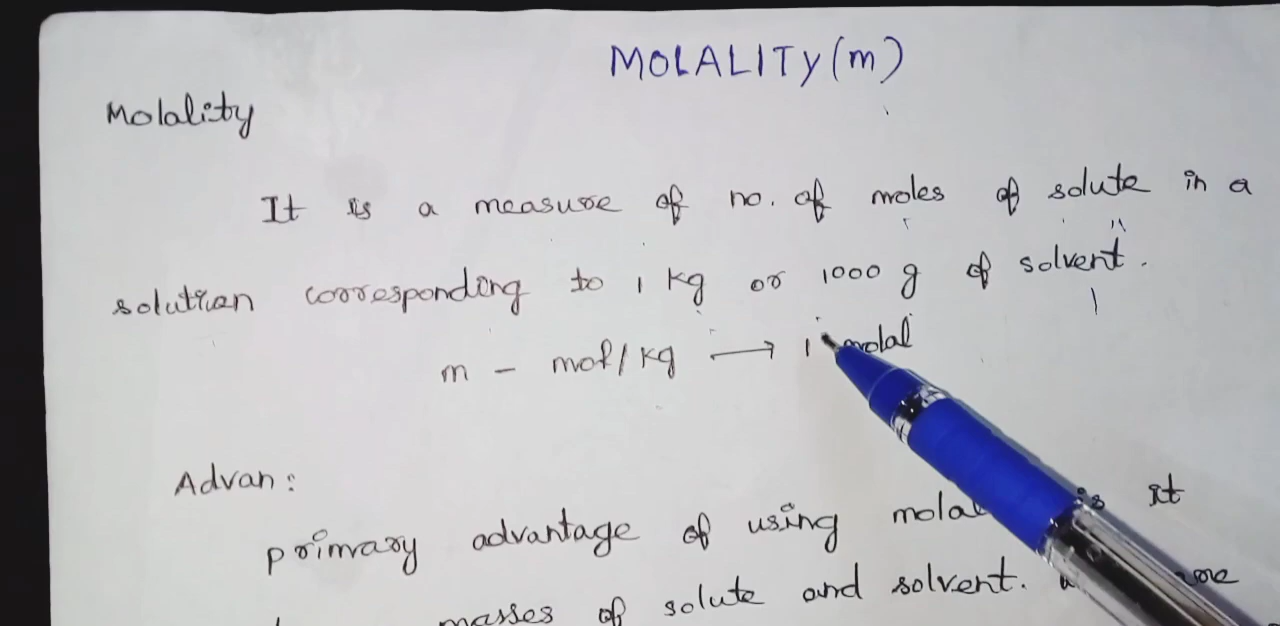 MOLALITY (m)
Molality
It is a measure of no. of moles of solute in a
solution corresponding to 1 kg or 1000 g of solvent.
m - mol/kg → 1 molal
Advan:
primary advantage of using is it
masses of solute and solvent.